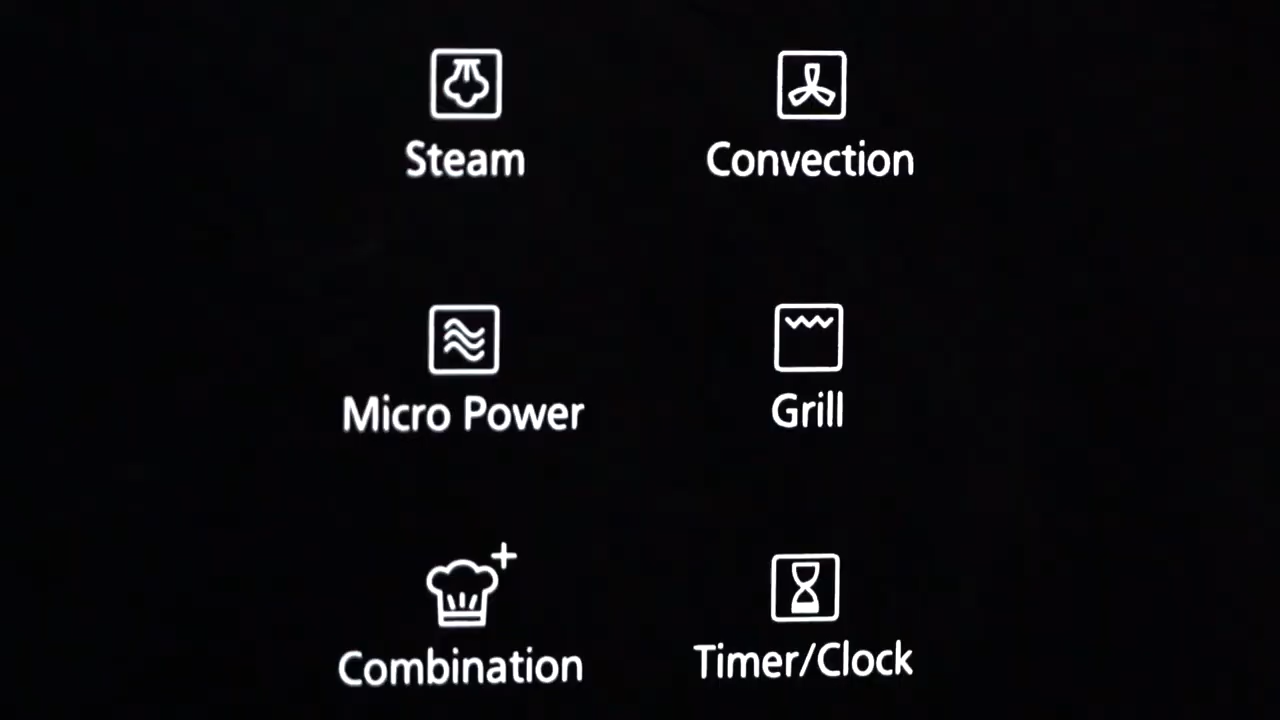 Steam
Convection
Micro Power
Grill
Combination
Timer/Clock